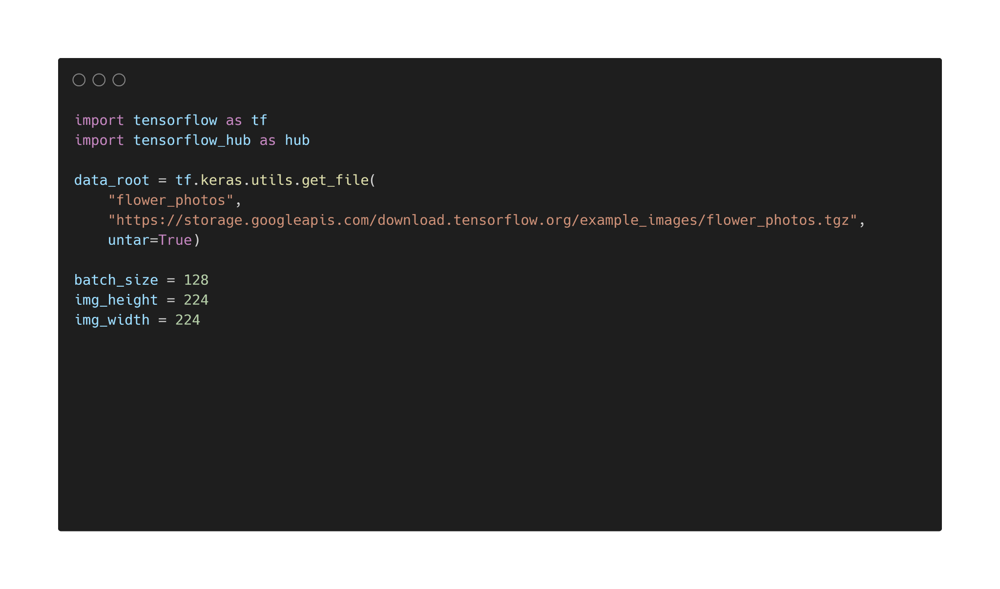 import tensorflow as tf
import tensorflow_hub as hub
data_root = tf.keras.utils.get_file(
    "flower_photos",
    "https://storage.googleapis.com/download.tensorflow.org/example_images/flower_photos.tgz",
    untar=True)
batch_size = 128
img_height = 224
img_width = 224